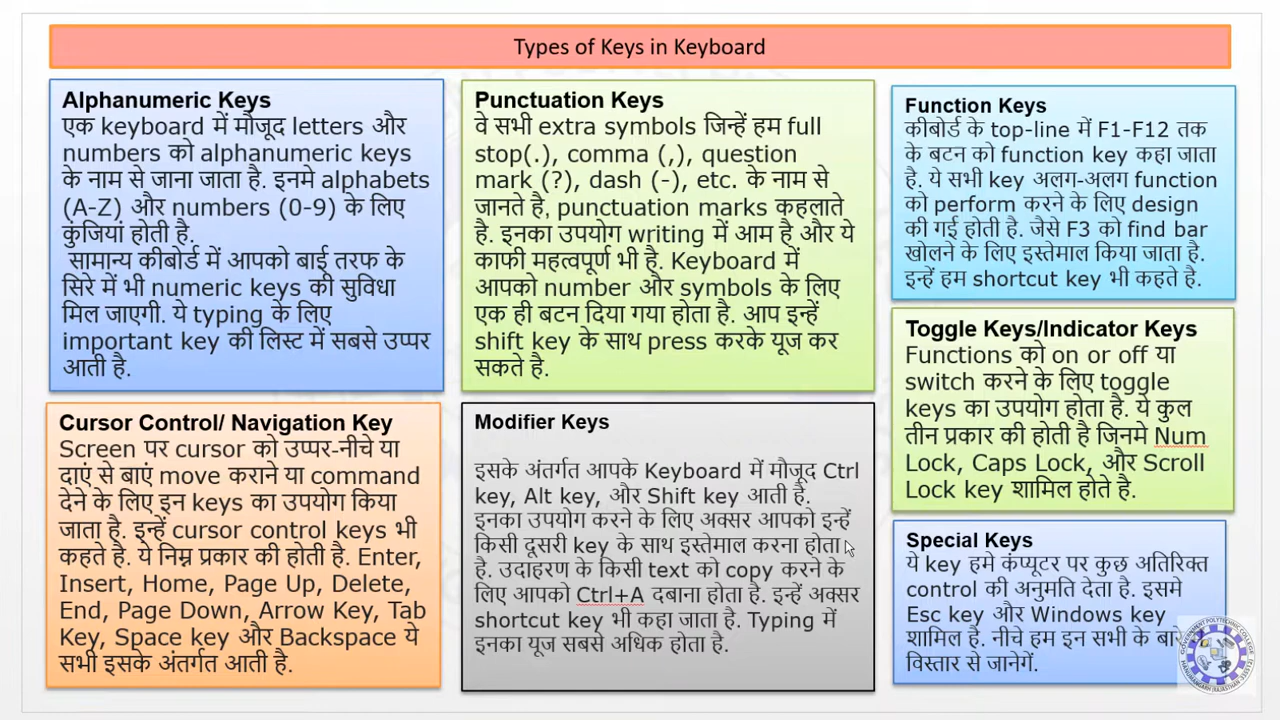 Types of Keys in Keyboard
Alphanumeric Keys
एक keyboard में मौजूद letters और
numbers को alphanumeric keys
के नाम से जाना जाता है. इनमे alphabets
(A-Z) और numbers (0-9) के लिए
कुंजियां होती है.
सामान्य कीबोर्ड में आपको बाई तरफ के
सिरे में भी numeric keys की सुविधा
मिल जाएगी. ये typing के लिए
important key की लिस्ट में सबसे उप्पर
आती है.
Punctuation Keys
वे सभी extra symbols जिन्हें हम full
stop(.), comma (,), question
mark (?), dash (-), etc. के नाम से
जानते है, punctuation marks कहलाते
है. इनका उपयोग writing में आम है और ये
काफी महत्वपूर्ण भी है. Keyboard में
आपको number और symbols के लिए
एक ही बटन दिया गया होता है. आप इन्हें
shift key के साथ press करके यूज कर
सकते है.
Function Keys
कीबोर्ड के top-line में F1-F12 तक
के बटन को function key कहा जाता
है. ये सभी key अलग-अलग function
को perform करने के लिए design
की गई होती है. जैसे F3 को find bar
खोलने के लिए इस्तेमाल किया जाता है.
इन्हें हम shortcut key भी कहते है.
Toggle Keys/Indicator Keys
Functions को on or off या
switch करने के लिए toggle
keys का उपयोग होता है. ये कुल
तीन प्रकार की होती है जिनमे Num
Lock, Caps Lock, और Scroll
Lock key शामिल होते है.
Cursor Control/ Navigation Key
Screen पर cursor को उप्पर-नीचे या
दाएं से बाएं move कराने या command
देने के लिए इन keys का उपयोग किया
जाता है. इन्हें cursor control keys भी
कहते है. ये निम्न प्रकार की होती है. Enter,
Insert, Home, Page Up, Delete,
End, Page Down, Arrow Key, Tab
Key, Space key और Backspace ये
सभी इसके अंतर्गत आती है.
Modifier Keys
इसके अंतर्गत आपके Keyboard में मौजूद Ctrl
key, Alt key, और Shift key आती है.
इनका उपयोग करने के लिए अक्सर आपको इन्हें
किसी दूसरी key के साथ इस्तेमाल करना होता
है. उदाहरण के किसी text को copy करने के
लिए आपको Ctrl+A दबाना होता है. इन्हें अक्सर
shortcut key भी कहा जाता है. Typing में
इनका यूज सबसे अधिक होता है.
Special Keys
ये key हमे कंप्यूटर पर कुछ अतिरिक्त
control की अनुमति देता है. इसमे
Esc key और Windows key
शामिल है. नीचे हम इन सभी के बारे
विस्तार से जानेगें.